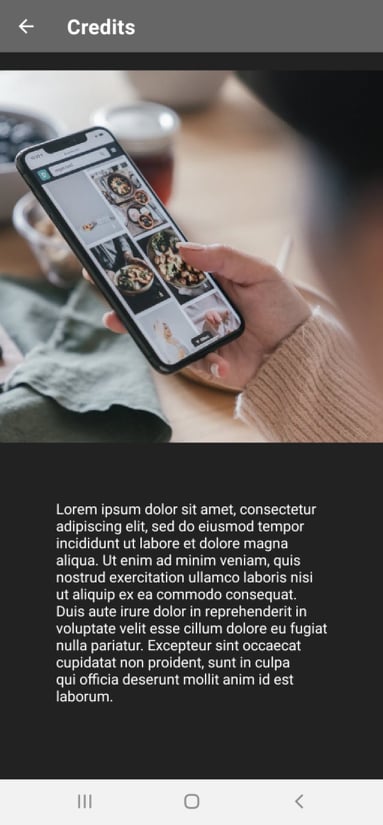 Credits
Lorem ipsum dolor sit amet, consectetur
adipiscing elit, sed do eiusmod tempor
incididunt ut labore et dolore magna
aliqua. Ut enim ad minim veniam, quis
nostrud exercitation ullamco laboris nisi
ut aliquip ex ea commodo consequat.
Duis aute irure dolor in reprehenderit in
voluptate velit esse cillum dolore eu fugiat
nulla pariatur. Excepteur sint occaecat
cupidatat non proident, sunt in culpa
qui officia deserunt mollit anim id est
laborum.